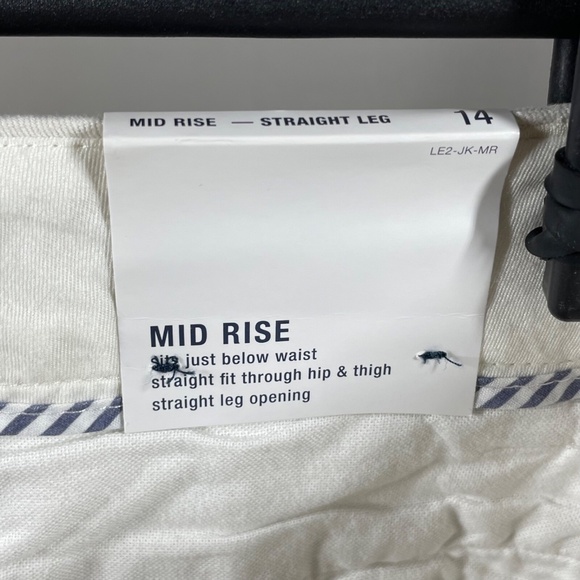 MID RISE — STRAIGHT LEG 14
LE2-JK-MR
MID RISE
sits just below waist
straight fit through hip & thigh
straight leg opening